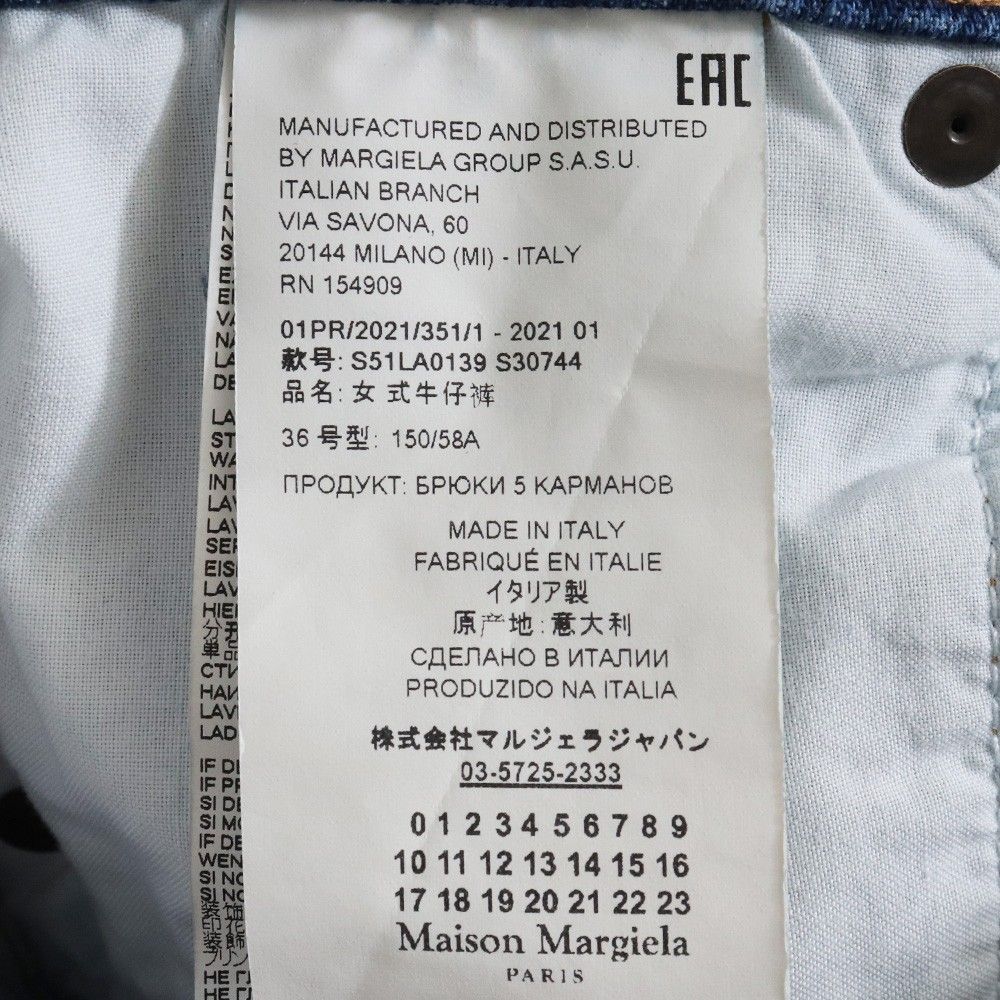 EAC
MANUFACTURED AND DISTRIBUTED
BY MARGIELA GROUP S.A.S.U.
ITALIAN BRANCH
VIA SAVONA, 60
20144 MILANO (MI) - ITALY
RN 154909
01PR/2021/351/1 - 2021 01
款号: S51LA0139 S30744
品名: 女 式牛仔裤
36 号型: 150/58A
ПРОДУКТ: БРЮКИ 5 КАРМАНОВ
MADE IN ITALY
FABRIQUÉ EN ITALIE
イタリア製
原产地: 意大利
СДЕЛАНО В ИТАЛИИ
PRODUZIDO NA ITALIA
株式会社マルジェラジャパン
03-5725-2333
0 1 2 3 4 5 6 7 8 9
10 11 12 13 14 15 16
17 18 19 20 21 22 23
Maison Margiela
PARIS